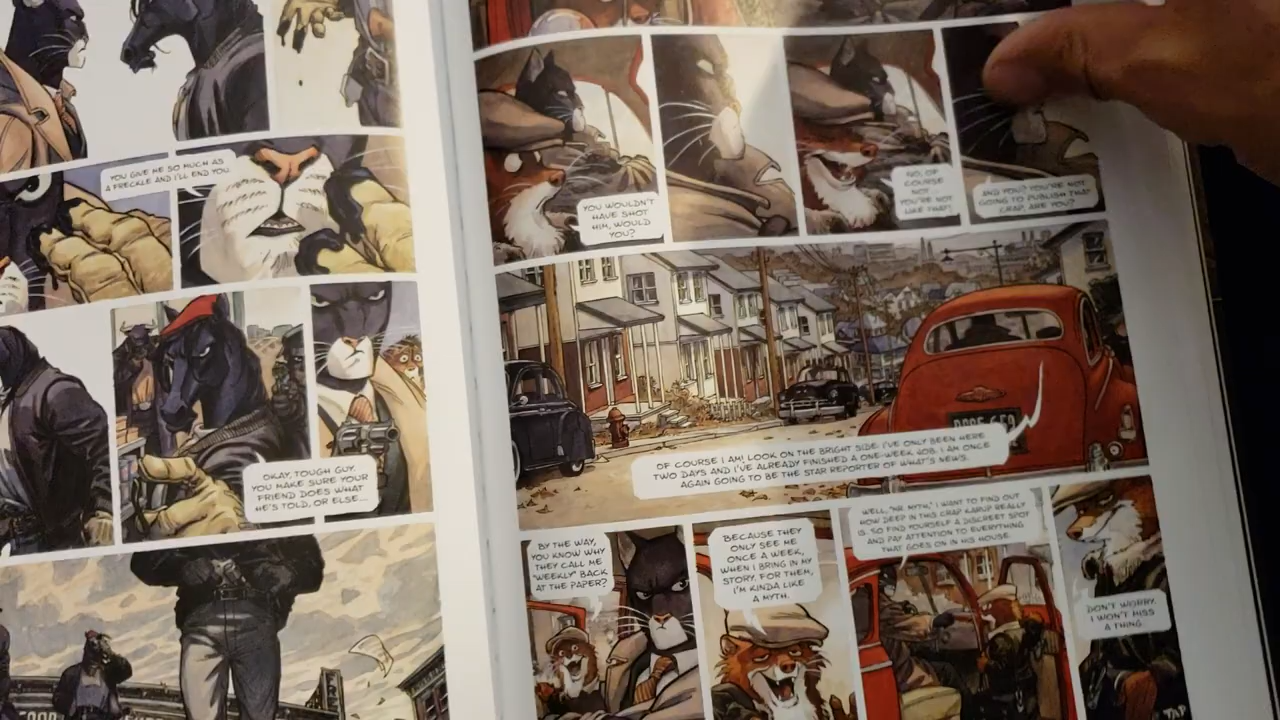 YOU GIVE ME SO MUCH AS
A FRECKLE AND I'LL END YOU.
OKAY, TOUGH GUY.
YOU MAKE SURE YOUR
FRIEND DOES WHAT
HE'S TOLD, OR ELSE...
YOU WOULDN'T
HAVE SHOT
HIM, WOULD
YOU?
NO, OF
COURSE
NOT.
YOU'RE NOT
LIKE THAT!
AND YOU? YOU'RE NOT
GOING TO PUBLISH THAT
CRAP, ARE YOU?
OF COURSE I AM! LOOK ON THE BRIGHT SIDE: I'VE ONLY BEEN HERE
TWO DAYS AND I'VE ALREADY FINISHED A ONE-WEEK JOB. I AM ONCE
AGAIN GOING TO BE THE STAR REPORTER OF WHAT'S NEWS.
BY THE WAY,
YOU KNOW WHY
THEY CALL ME
"WEEKLY" BACK
AT THE PAPER?
BECAUSE THEY
ONLY SEE ME
ONCE A WEEK,
WHEN I BRING IN MY
STORY. FOR THEM,
I'M KINDA LIKE
A MYTH.
WELL, "MR. MYTH," I WANT TO FIND OUT
HOW DEEP IN THIS CRAP KARUP REALLY
IS. SO FIND YOURSELF A DISCREET SPOT
AND PAY ATTENTION TO EVERYTHING
THAT GOES ON IN HIS HOUSE.
DON'T WORRY.
I WON'T MISS
A THING.
TAP